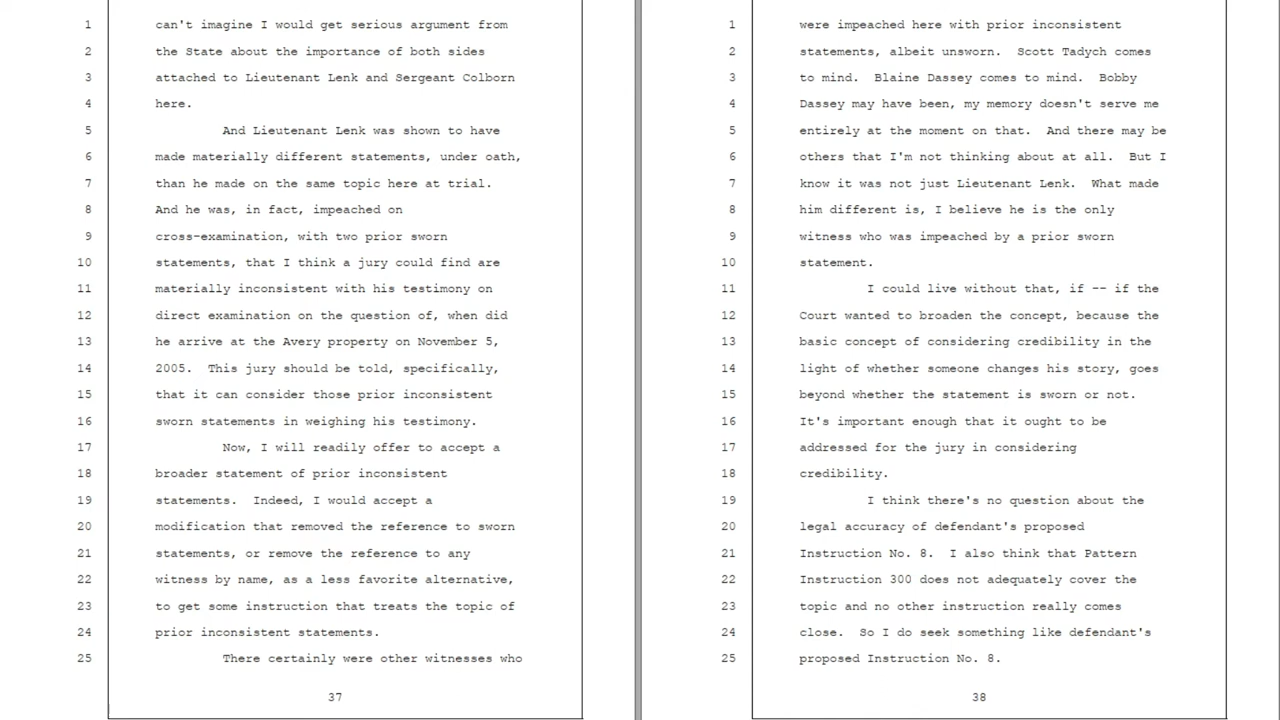 1 can't imagine I would get serious argument from
2 the State about the importance of both sides
3 attached to Lieutenant Lenk and Sergeant Colborn
4 here.
5 And Lieutenant Lenk was shown to have
6 made materially different statements, under oath,
7 than he made on the same topic here at trial.
8 And he was, in fact, impeached on
9 cross-examination, with two prior sworn
10 statements, that I think a jury could find are
11 materially inconsistent with his testimony on
12 direct examination on the question of, when did
13 he arrive at the Avery property on November 5,
14 2005. This jury should be told, specifically,
15 that it can consider those prior inconsistent
16 sworn statements in weighing his testimony.
17 Now, I will readily offer to accept a
18 broader statement of prior inconsistent
19 statements. Indeed, I would accept a
20 modification that removed the reference to sworn
21 statements, or remove the reference to any
22 witness by name, as a less favorite alternative,
23 to get some instruction that treats the topic of
24 prior inconsistent statements.
25 There certainly were other witnesses who
37
1 were impeached here with prior inconsistent
2 statements, albeit unsworn. Scott Tadych comes
3 to mind. Blaine Dassey comes to mind. Bobby
4 Dassey may have been, my memory doesn't serve me
5 entirely at the moment on that. And there may be
6 others that I'm not thinking about at all. But I
7 know it was not just Lieutenant Lenk. What made
8 him different is, I believe he is the only
9 witness who was impeached by a prior sworn
10 statement.
11 I could live without that, if -- if the
12 Court wanted to broaden the concept, because the
13 basic concept of considering credibility in the
14 light of whether someone changes his story, goes
15 beyond whether the statement is sworn or not.
16 It's important enough that it ought to be
17 addressed for the jury in considering
18 credibility.
19 I think there's no question about the
20 legal accuracy of defendant's proposed
21 Instruction No. 8. I also think that Pattern
22 Instruction 300 does not adequately cover the
23 topic and no other instruction really comes
24 close. So I do seek something like defendant's
25 proposed Instruction No. 8.
38